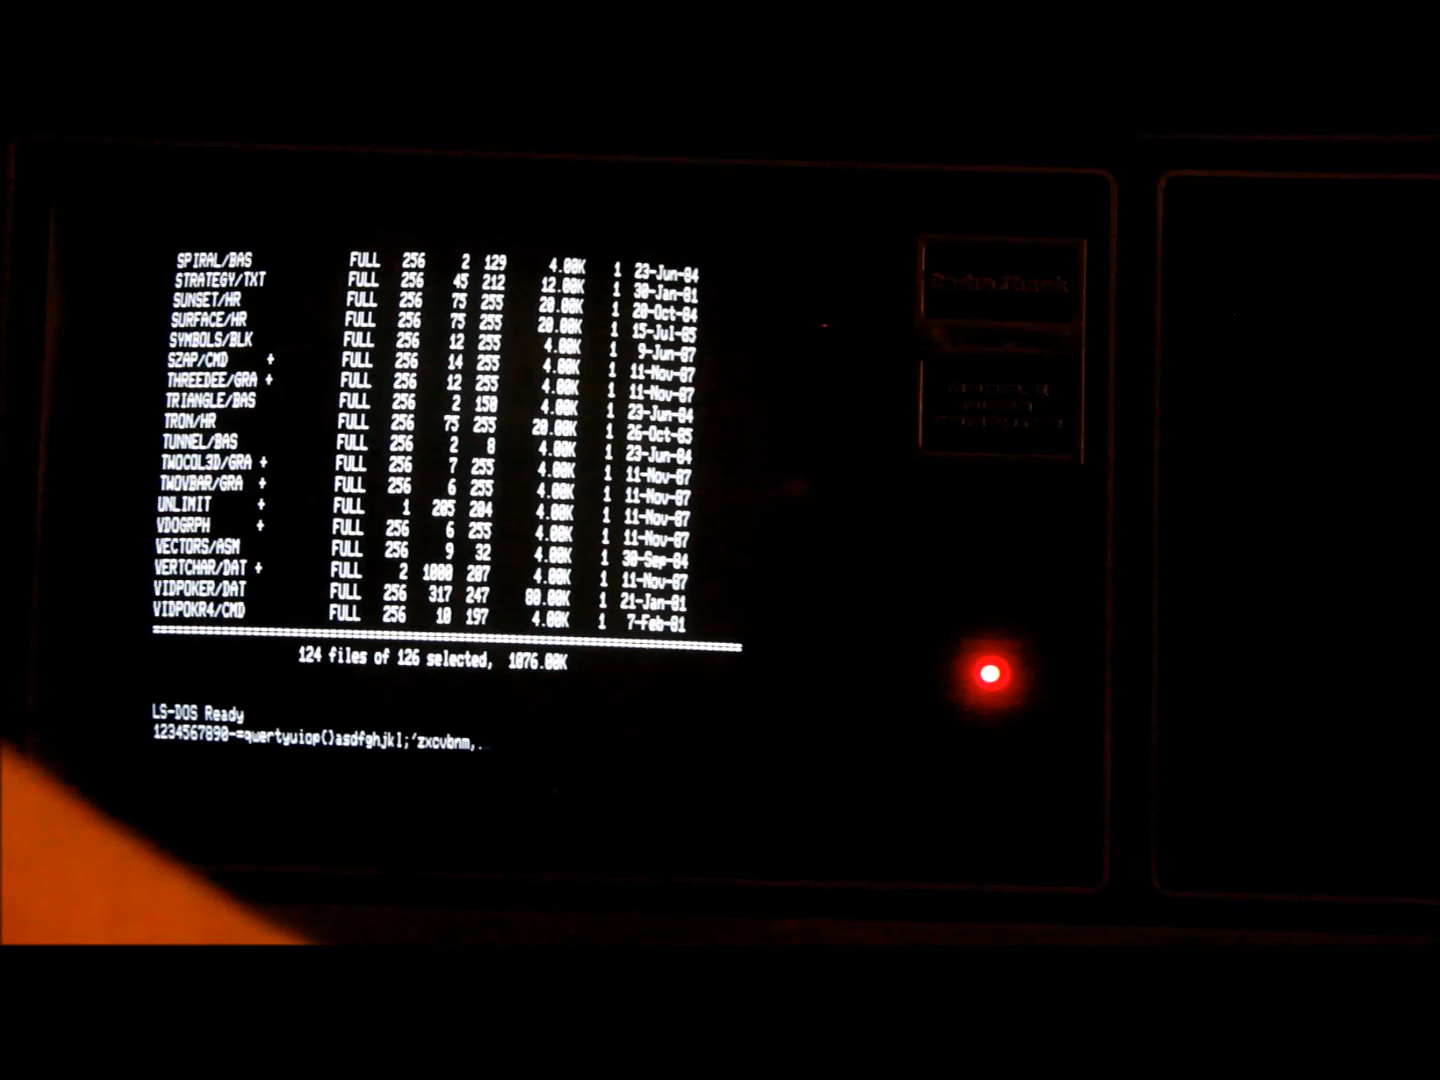 SPIRAL/BAS FULL 256 2 129 4.00K 1 23-Jun-84
STRATEGY/TXT FULL 256 45 212 12.00K 1 30-Jan-81
SUNSET/HR FULL 256 75 255 20.00K 1 20-Oct-84
SURFACE/HR FULL 256 75 255 20.00K 1 15-Jul-85
SYMBOLS/BLK FULL 256 12 255 4.00K 1 9-Jun-87
SZAP/CMD + FULL 256 14 255 4.00K 1 11-Nov-87
THREEDEE/GRA + FULL 256 12 255 4.00K 1 11-Nov-87
TRIANGLE/BAS FULL 256 2 150 4.00K 1 23-Jun-84
TRON/HR FULL 256 75 255 20.00K 1 26-Oct-85
TUNNEL/BAS FULL 256 2 8 4.00K 1 23-Jun-84
TWOCOL3D/GRA + FULL 256 7 255 4.00K 1 11-Nov-87
TWOVBAR/GRA + FULL 256 6 255 4.00K 1 11-Nov-87
UNLIMIT + FULL 1 205 204 4.00K 1 11-Nov-87
VDOGRPH + FULL 256 6 255 4.00K 1 11-Nov-87
VECTORS/ASM FULL 256 9 32 4.00K 1 30-Sep-84
VERTCHAR/DAT + FULL 2 1000 207 4.00K 1 11-Nov-87
VIDPOKER/DAT FULL 256 317 247 80.00K 1 21-Jan-81
VIDPOKR4/CMD FULL 256 10 197 4.00K 1 7-Feb-81
124 files of 126 selected, 1076.00K
LS-DOS Ready
1234567890-=qwertyuiop()asdfghjkl;'zxcvbnm,.
Radio Shack